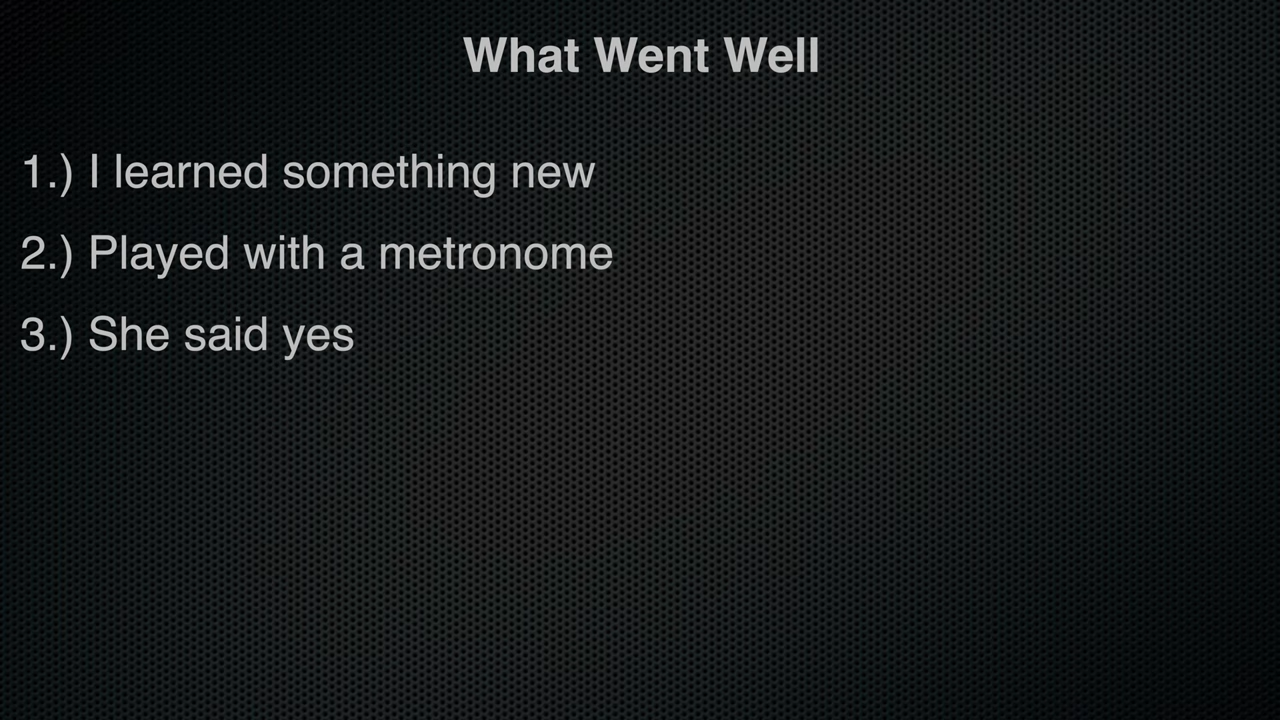 What Went Well
1.) I learned something new
2.) Played with a metronome
3.) She said yes